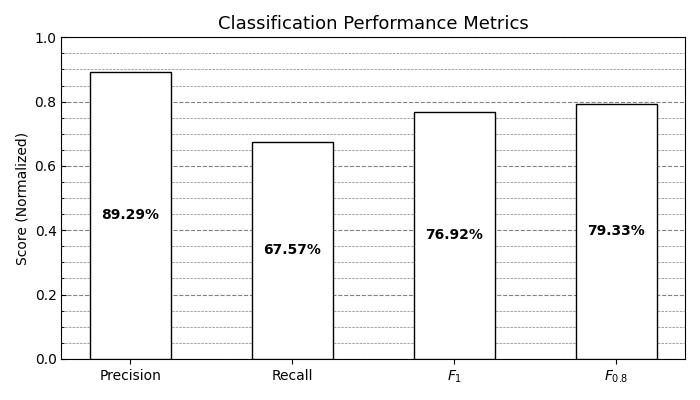 Classification Performance Metrics
Score (Normalized)
1.0
0.8
0.6
0.4
0.2
0.0
89.29%
67.57%
76.92%
79.33%
Precision
Recall
F₁
F₀.₈